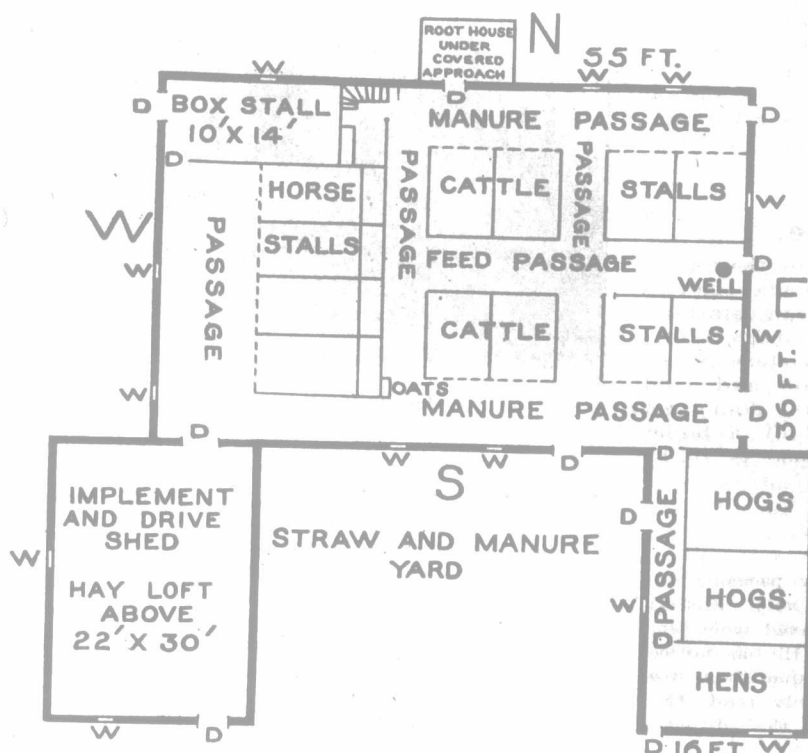 ROOT HOUSE
UNDER
COVERED
APPROACH
N
55 FT.
W
W
W
D
BOX STALL
10'X 14'
D
MANURE PASSAGE
D
D
HORSE
STALLS
PASSAGE
PASSAGE
CATTLE
PASSAGE
STALLS
W
W
W
FEED PASSAGE
D
WELL
E
CATTLE
STALLS
W
36 FT.
W
OATS
MANURE PASSAGE
D
D
W
W
D
D
S
IMPLEMENT
AND DRIVE
SHED
HAY LOFT
ABOVE
22'X 30'
W
STRAW AND MANURE
YARD
D
W
PASSAGE
D
HOGS
HOGS
HENS
W
D
D
16 FT
W